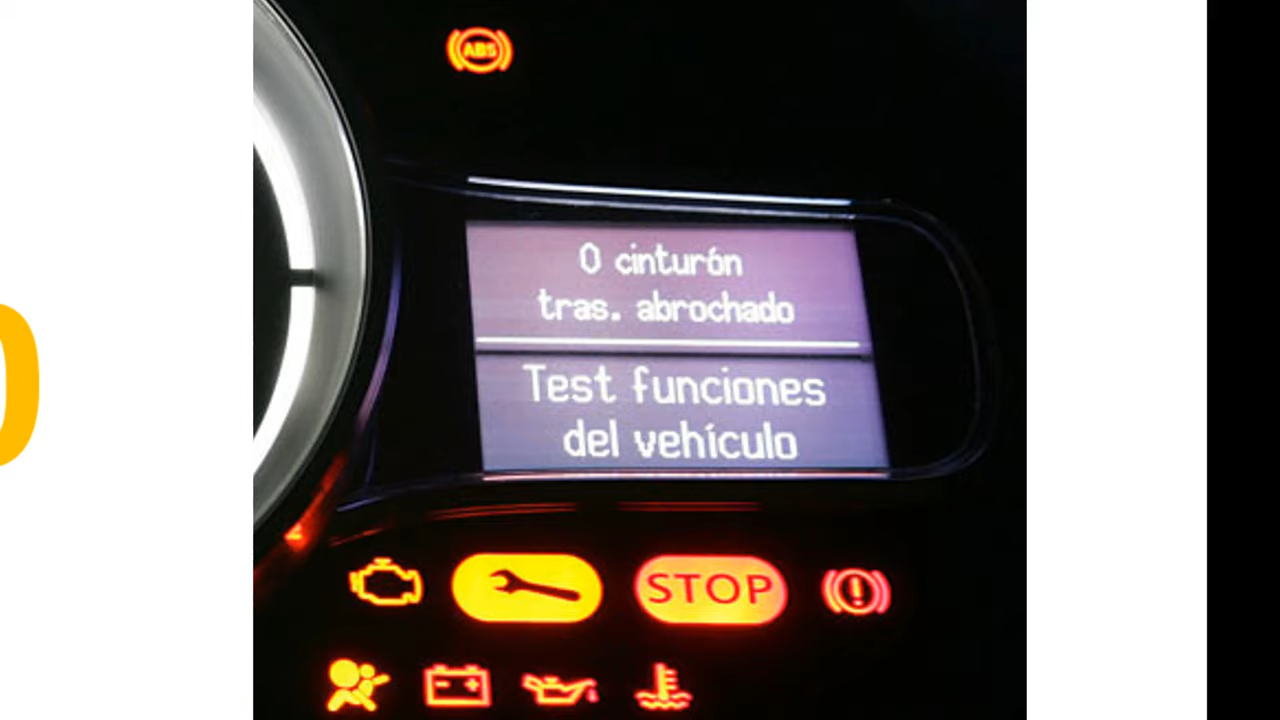 ABS
0 cinturón
tras. abrochado
Test funciones
del vehículo
STOP